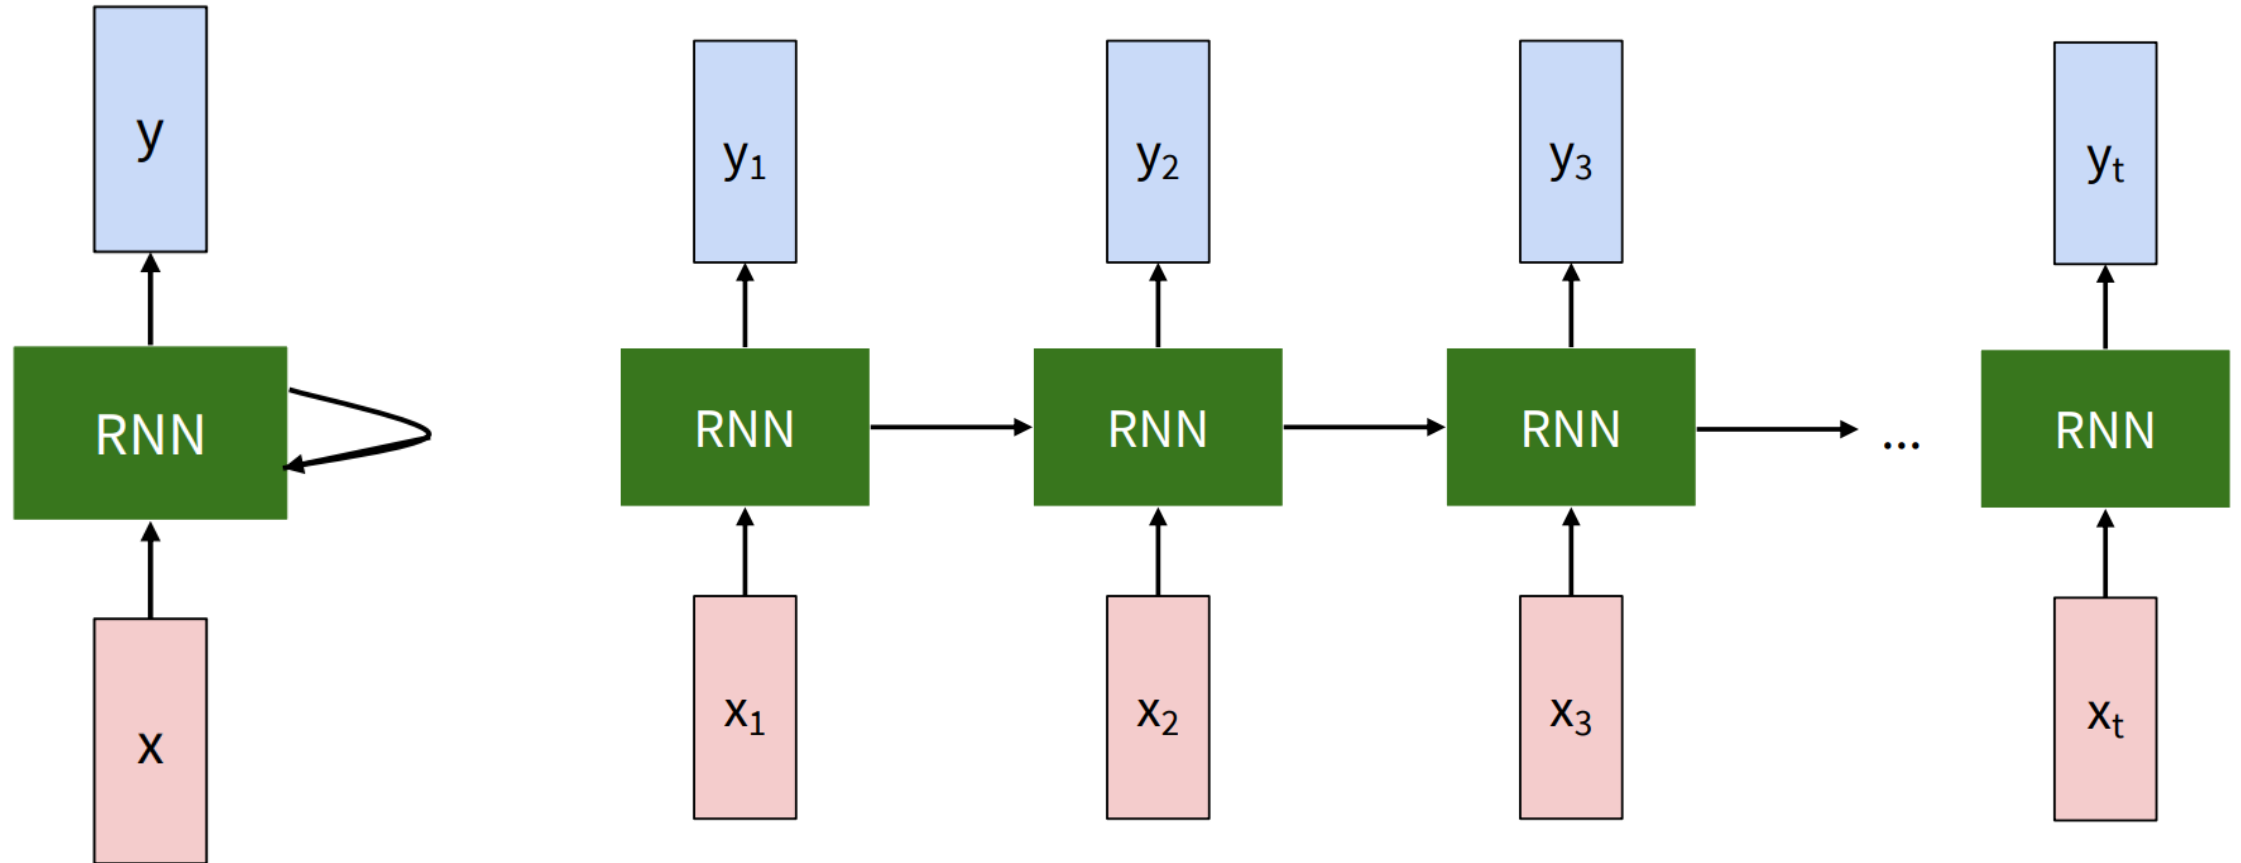 y
RNN
x
y₁ y₂ y₃ yₜ
RNN RNN RNN ... RNN
x₁ x₂ x₃ xₜ